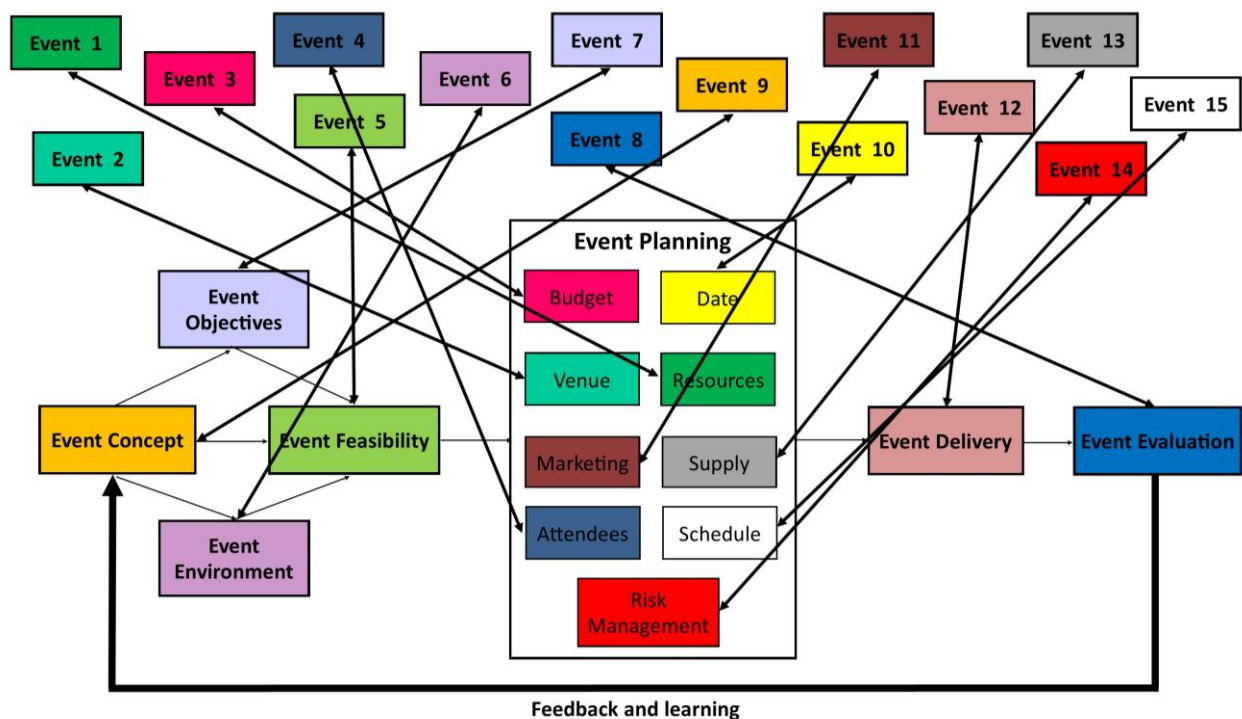 Event 1
Event 4
Event 7
Event 11
Event 13
Event 3
Event 6
Event 9
Event 5
Event 12
Event 15
Event 2
Event 8
Event 10
Event 14
Event Planning
Budget
Date
Event
Objectives
Venue
Resources
Event Concept
Event Feasibility
Marketing
Supply
Event Delivery
Event Evaluation
Attendees
Schedule
Event
Environment
Risk
Management
Feedback and learning